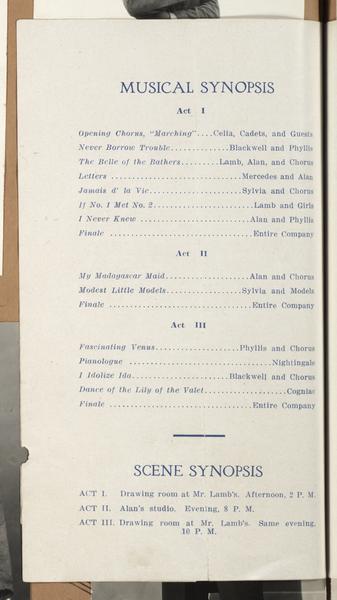 MUSICAL SYNOPSIS
Act I
Opening Chorus, "Marching"....Celia, Cadets, and Guests
Never Borrow Trouble..............Blackwell and Phyllis
The Belle of the Bathers.........Lamb, Alan, and Chorus
Letters ...............................Mercedes and Alan
Jamais d' la Vie......................Sylvia and Chorus
If No. 1 Met No. 2........................Lamb and Girls
I Never Knew ..........................Alan and Phyllis
Finale ..................................Entire Company
Act II
My Madagascar Maid....................Alan and Chorus
Modest Little Models..................Sylvia and Models
Finale ..................................Entire Company
Act III
Fascinating Venus....................Phyllis and Chorus
Pianologue ..................................Nightingale
I Idolize Ida.......................Blackwell and Chorus
Dance of the Lily of the Valet....................Cogniac
Finale ..................................Entire Company
SCENE SYNOPSIS
ACT I. Drawing room at Mr. Lamb's. Afternoon, 2 P. M.
ACT II. Alan's studio. Evening, 8 P. M.
ACT III. Drawing room at Mr. Lamb's. Same evening,
10 P. M.